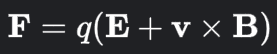 F = q(E + v × B)